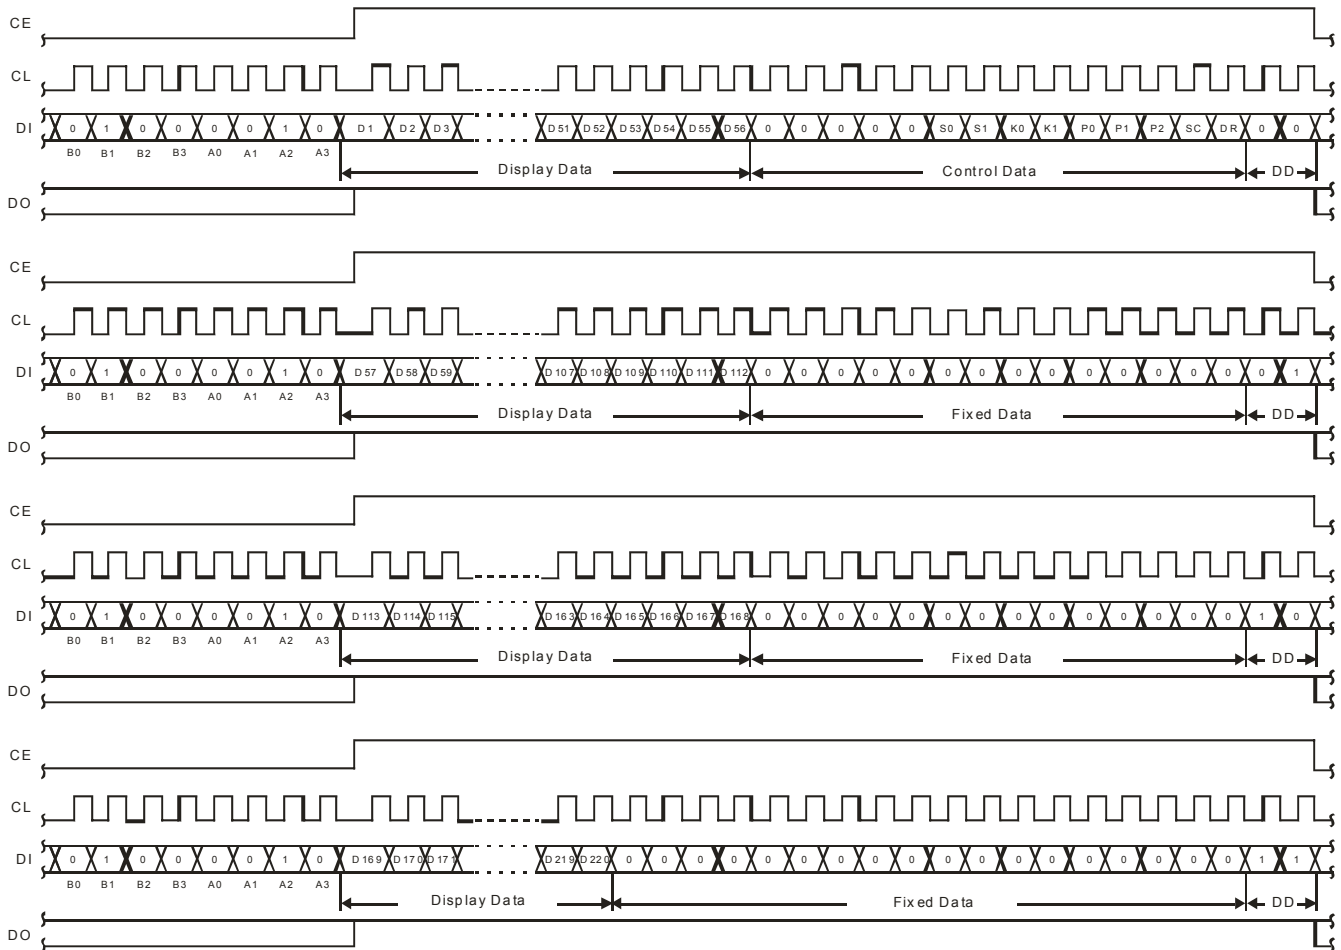 CE
CL
DI 0 1 0 0 0 0 1 0 D1 D2 D3 D51 D52 D53 D54 D55 D56 0 0 0 0 0 S0 S1 K0 K1 P0 P1 P2 SC DR 0 0
B0 B1 B2 B3 A0 A1 A2 A3
Display Data Control Data DD
DO
CE
CL
DI 0 1 0 0 0 0 1 0 D57 D58 D59 D107 D108 D109 D110 D111 D112 0 0 0 0 0 0 0 0 0 0 0 0 0 0 0 1
B0 B1 B2 B3 A0 A1 A2 A3
Display Data Fixed Data DD
DO
CE
CL
DI 0 1 0 0 0 0 1 0 D113 D114 D115 D163 D164 D165 D166 D167 D168 0 0 0 0 0 0 0 0 0 0 0 0 0 0 1 0
B0 B1 B2 B3 A0 A1 A2 A3
Display Data Fixed Data DD
DO
CE
CL
DI 0 1 0 0 0 0 1 0 D169 D170 D171 D219 D220 0 0 0 0 0 0 0 0 0 0 0 0 0 0 0 0 0 0 1 1
B0 B1 B2 B3 A0 A1 A2 A3
Display Data Fixed Data DD
DO